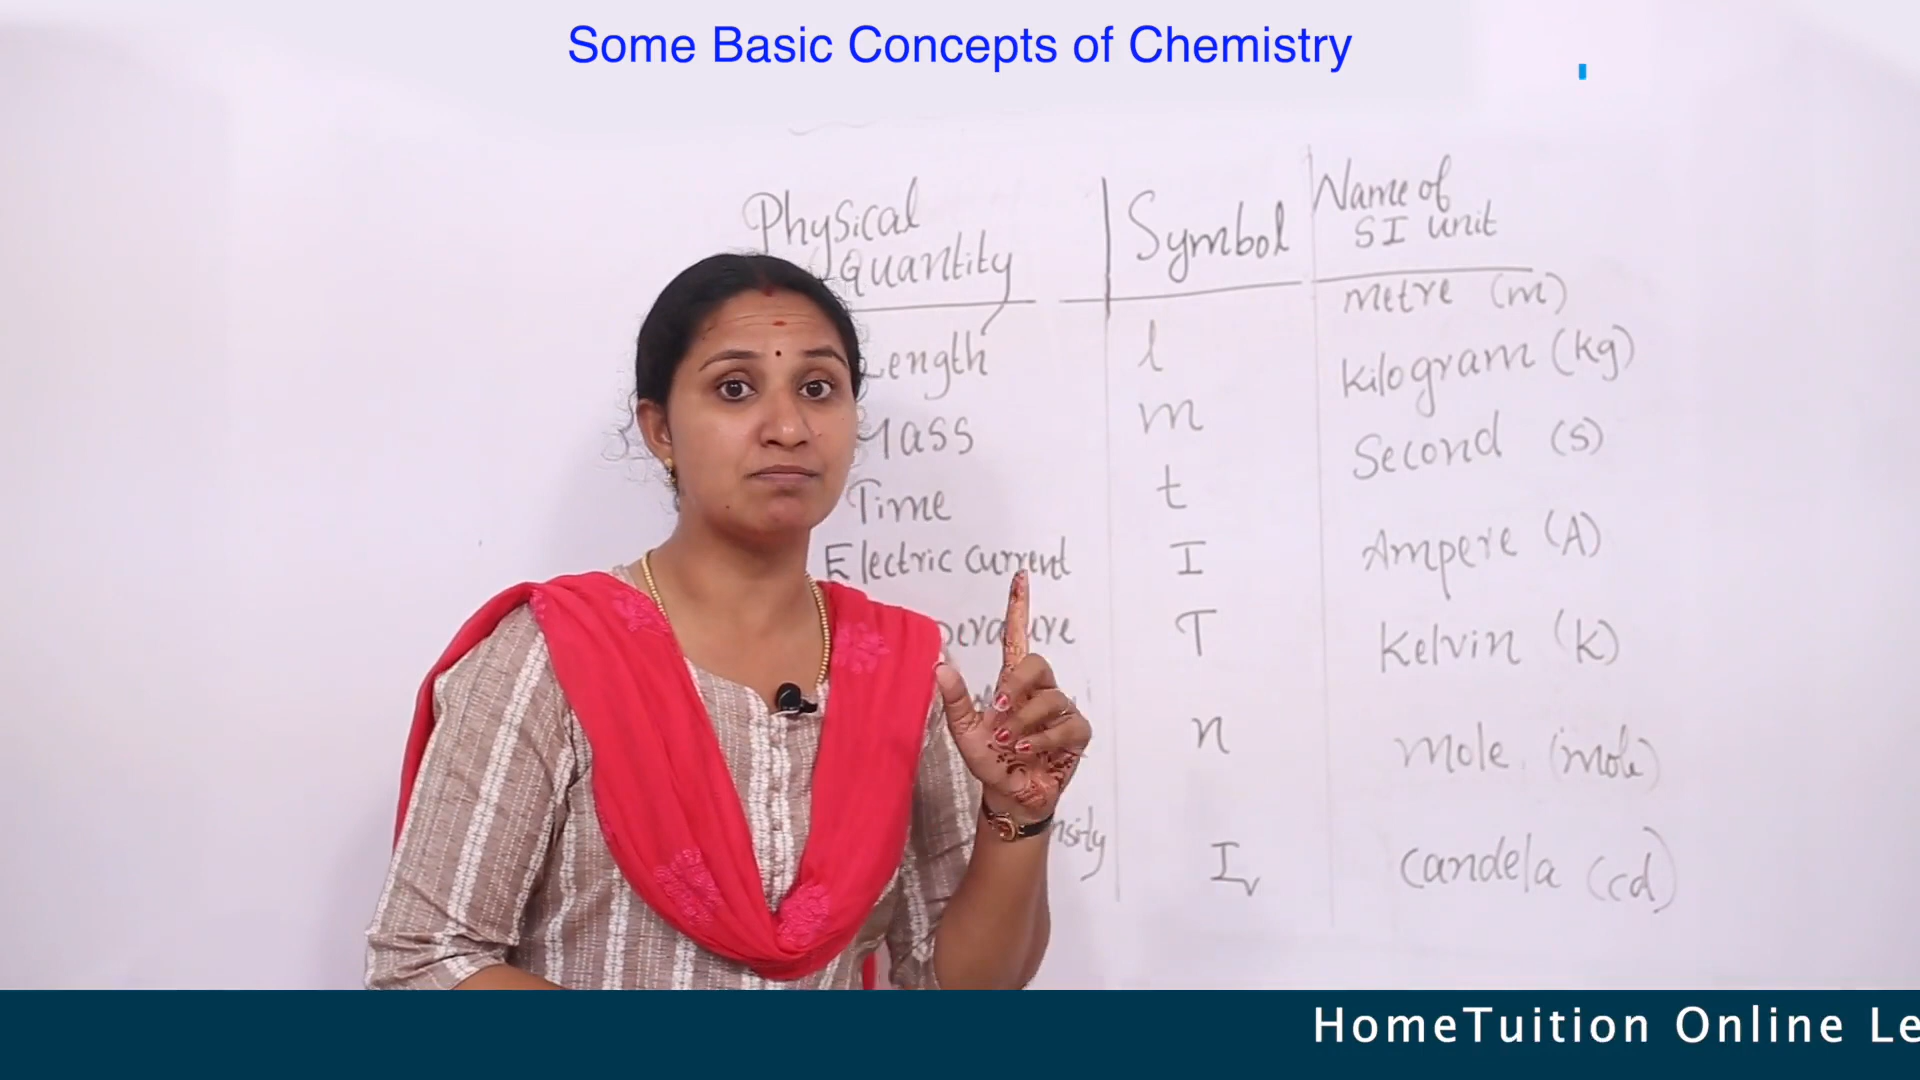 Some Basic Concepts of Chemistry
Physical Quantity
Symbol
Name of SI unit
Length l metre (m)
Mass m kilogram (kg)
Time t Second (s)
Electric current I Ampere (A)
T Kelvin (k)
n mole (mole)
Iv candela (cd)
HomeTuition Online Le